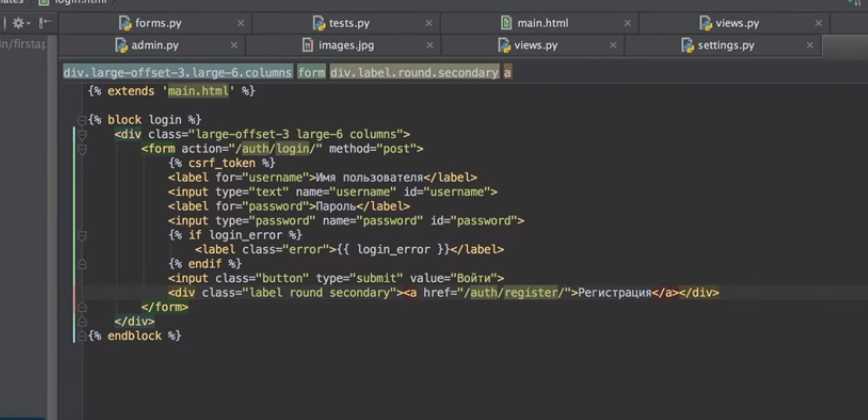 login.html
forms.py
tests.py
main.html
views.py
admin.py
images.jpg
views.py
settings.py
div.large-offset-3.large-6.columns form div.label.round.secondary a
{% extends 'main.html' %}
{% block login %}
<div class="large-offset-3 large-6 columns">
<form action="/auth/login/" method="post">
{% csrf_token %}
<label for="username">Имя пользователя</label>
<input type="text" name="username" id="username">
<label for="password">Пароль</label>
<input type="password" name="password" id="password">
{% if login_error %}
<label class="error">{{ login_error }}</label>
{% endif %}
<input class="button" type="submit" value="Войти">
<div class="label round secondary"><a href="/auth/register/">Регистрация</a></div>
</form>
</div>
{% endblock %}